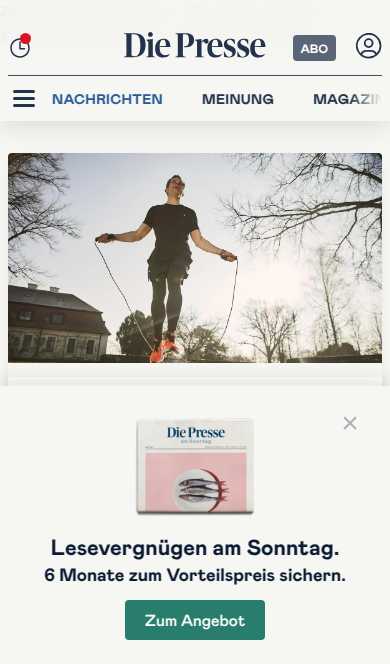 Die Presse
ABO
NACHRICHTEN MEINUNG MAGAZIN
Die Presse
am Sonntag
Lesevergnügen am Sonntag.
6 Monate zum Vorteilspreis sichern.
Zum Angebot